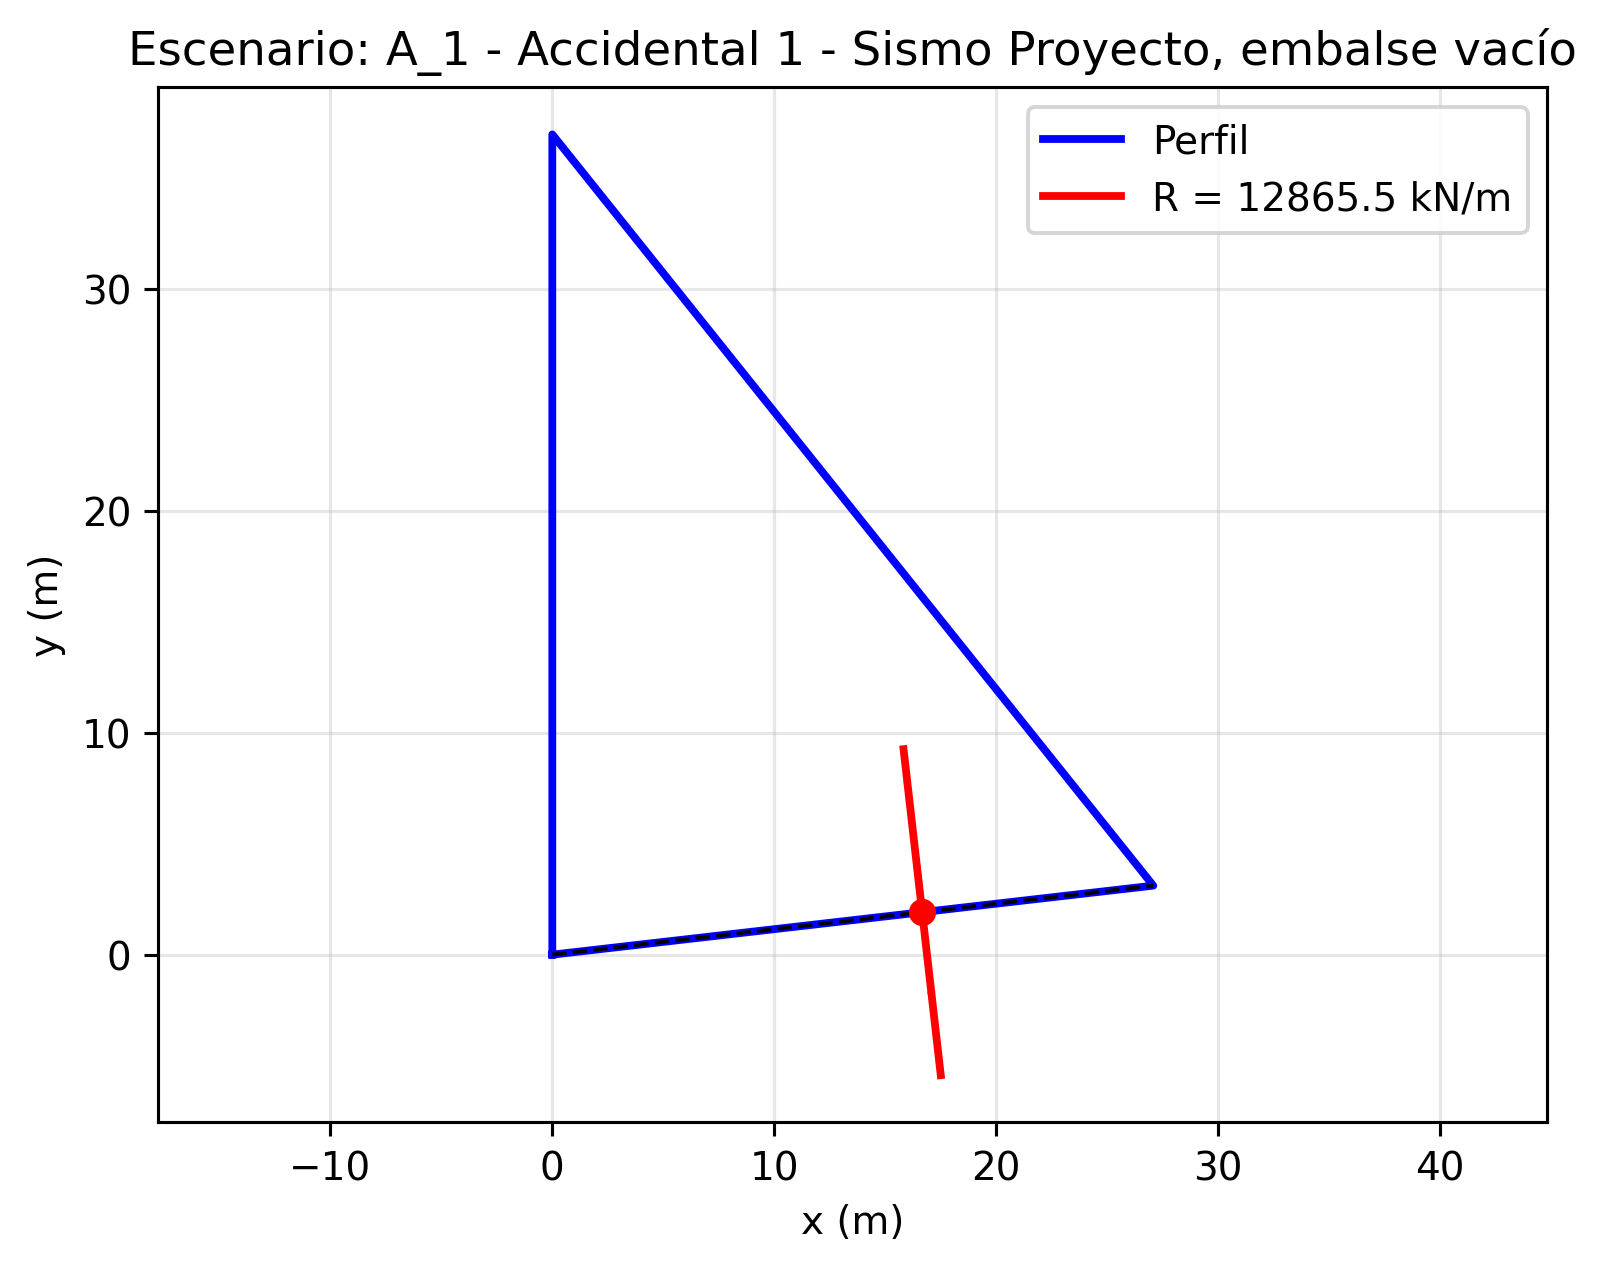 Escenario: A_1 - Accidental 1 - Sismo Proyecto, embalse vacío
Perfil
R = 12865.5 kN/m
y (m)
30
20
10
0
−10
0
10
20
30
40
x (m)